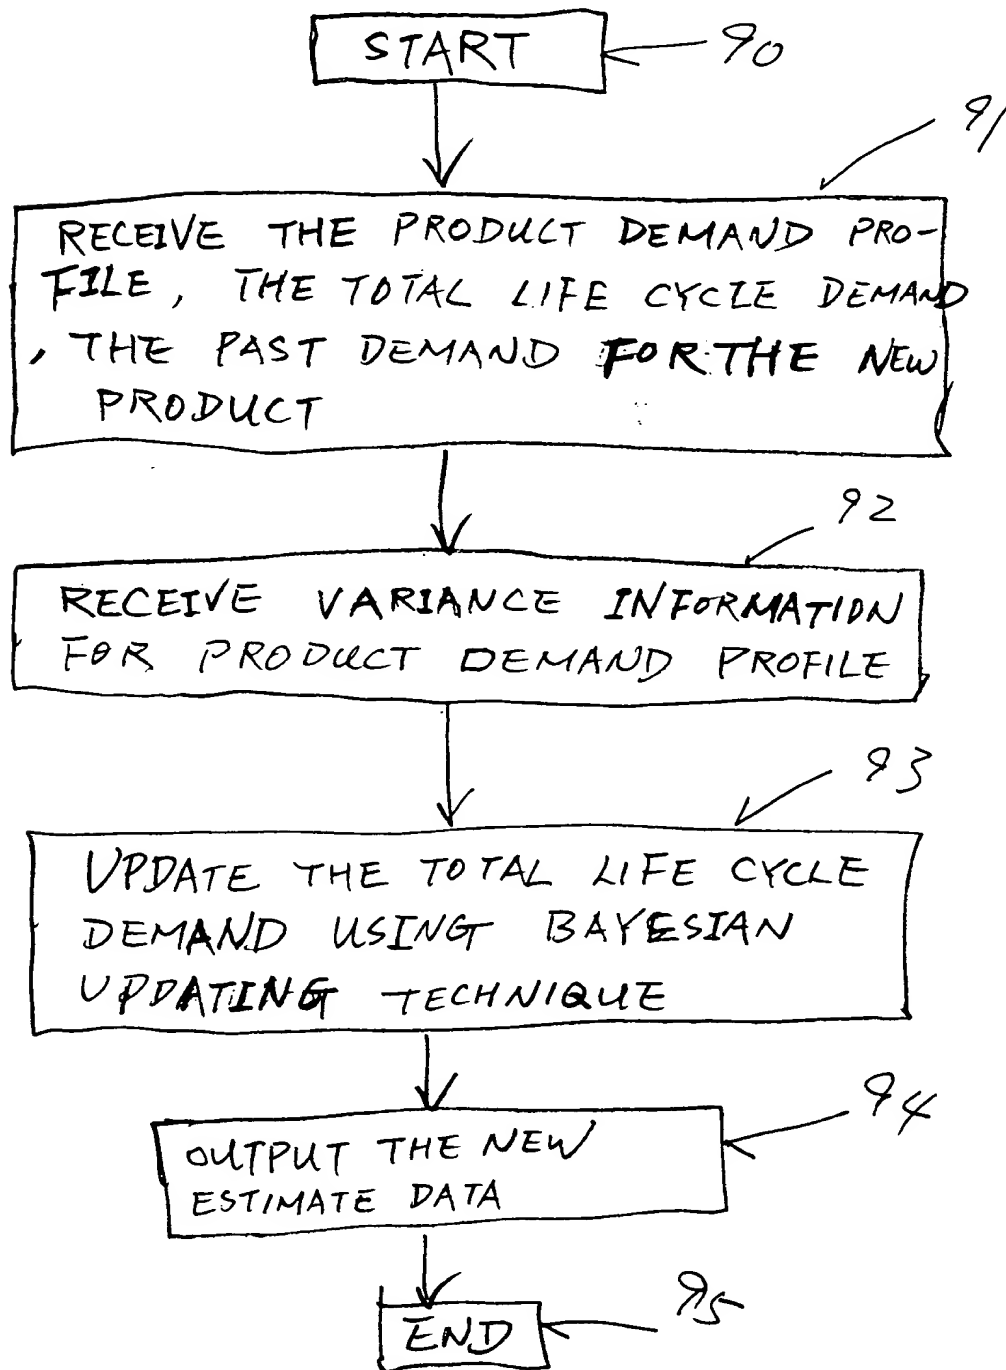 START
90
91
RECEIVE THE PRODUCT DEMAND PRO-
FILE, THE TOTAL LIFE CYCLE DEMAND
, THE PAST DEMAND FOR THE NEW
PRODUCT
92
RECEIVE VARIANCE INFORMATION
FOR PRODUCT DEMAND PROFILE
93
UPDATE THE TOTAL LIFE CYCLE
DEMAND USING BAYESIAN
UPDATING TECHNIQUE
94
OUTPUT THE NEW
ESTIMATE DATA
95
END